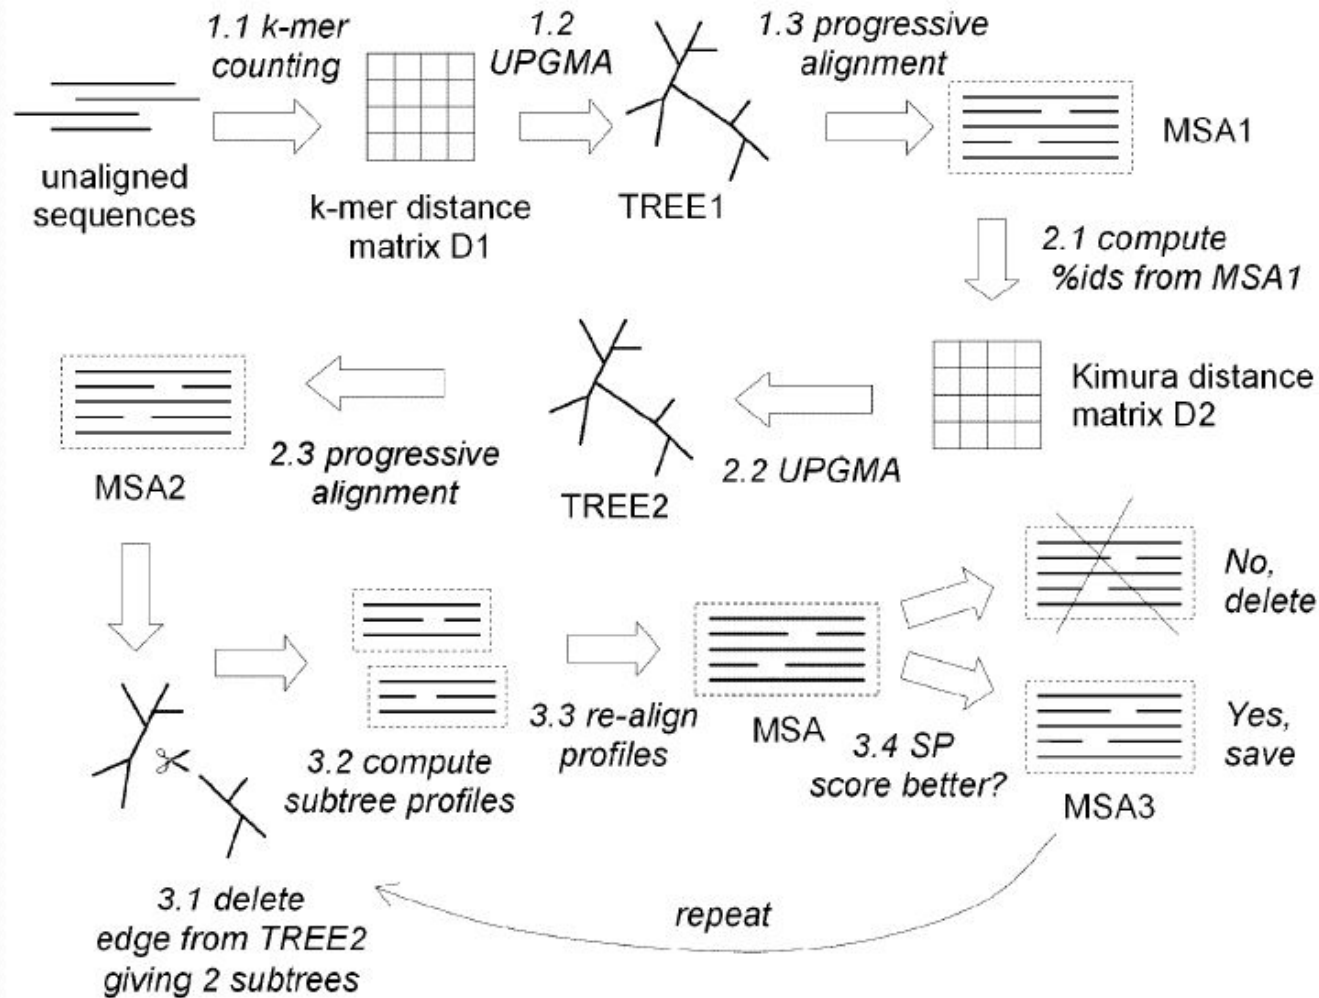 1.1 k-mer
counting
1.2
UPGMA
1.3 progressive
alignment
unaligned
sequences
k-mer distance
matrix D1
TREE1
MSA1
2.1 compute
%ids from MSA1
Kimura distance
matrix D2
2.2 UPGMA
TREE2
2.3 progressive
alignment
MSA2
3.1 delete
edge from TREE2
giving 2 subtrees
3.2 compute
subtree profiles
3.3 re-align
profiles
MSA
3.4 SP
score better?
No,
delete
Yes,
save
MSA3
repeat